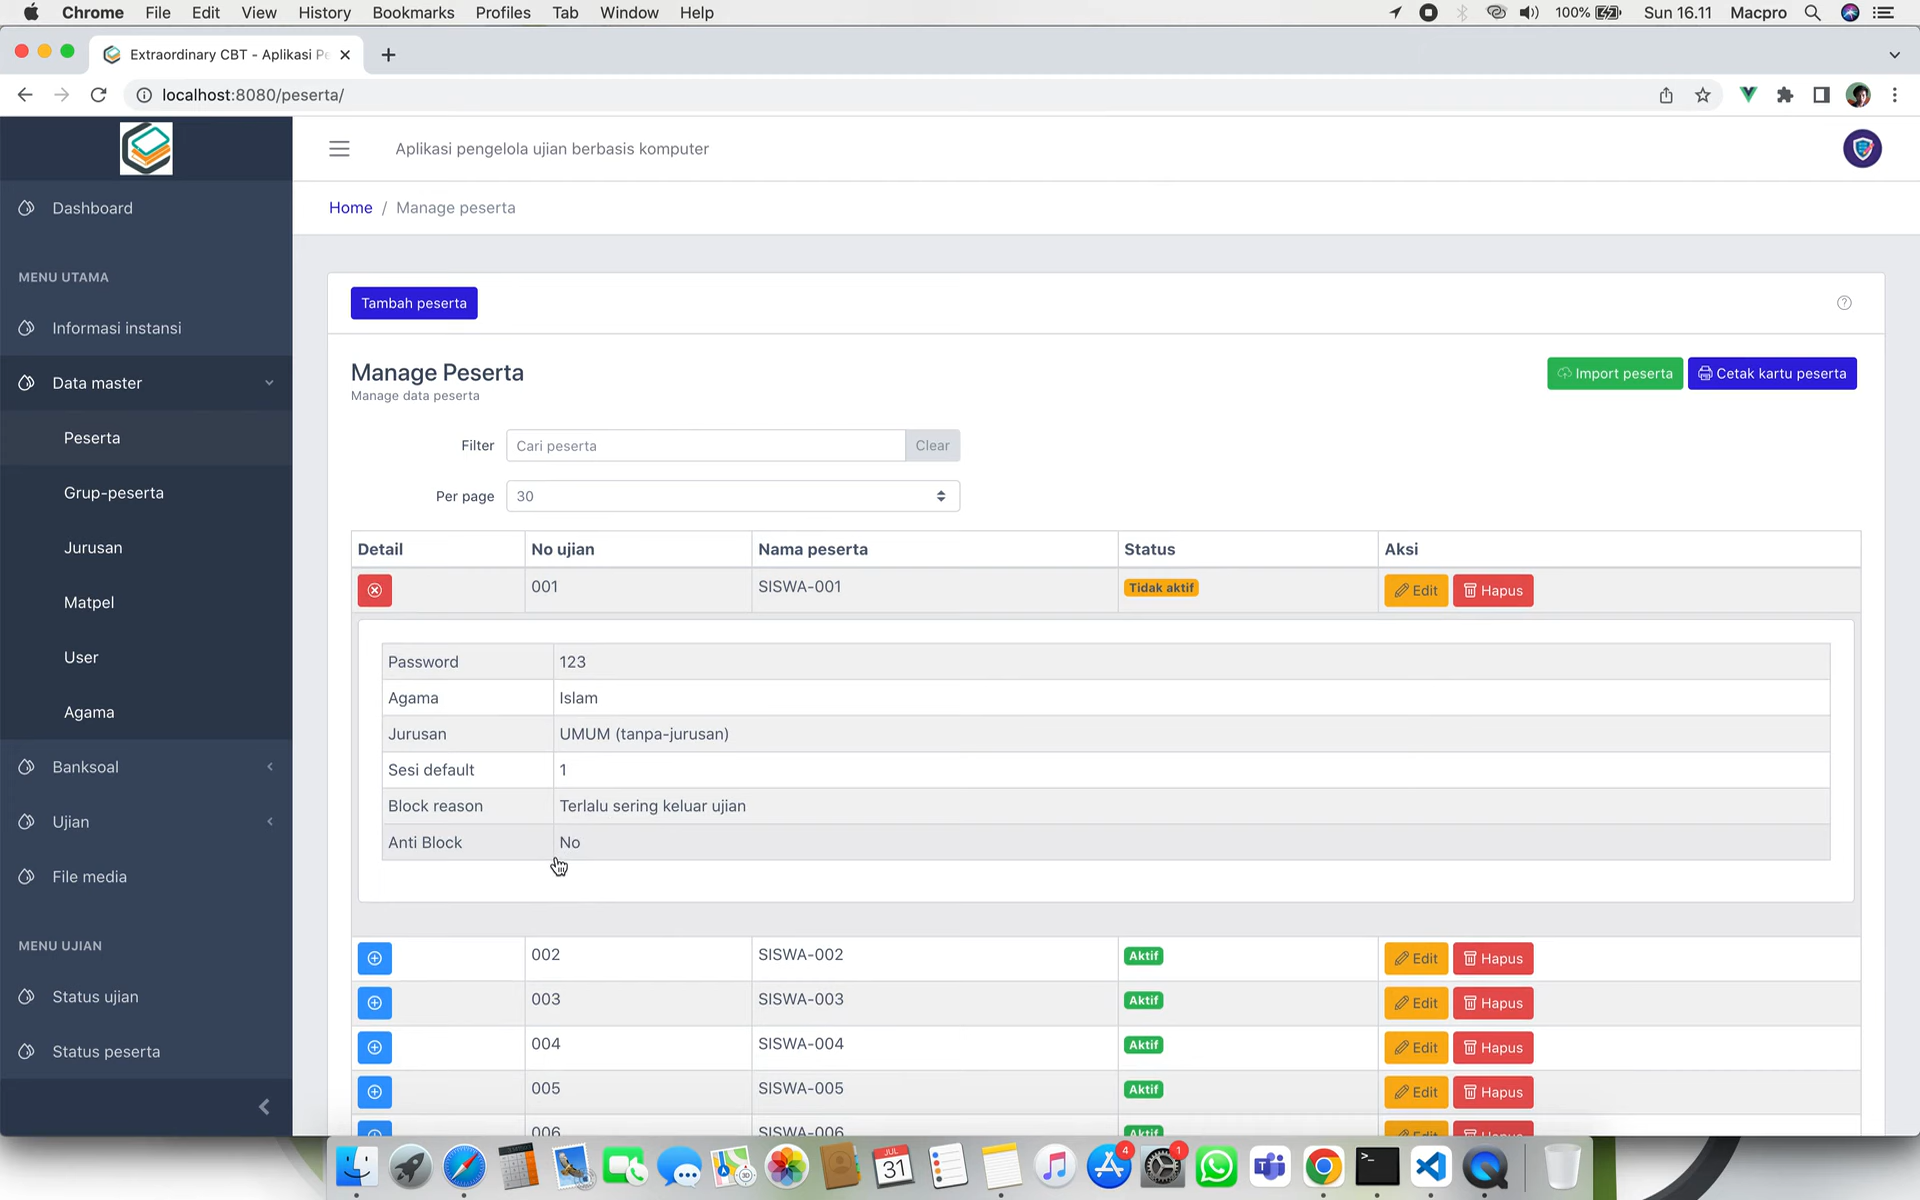 Chrome File Edit View History Bookmarks Profiles Tab Window Help 100% Sun 16.11 Macpro
Extraordinary CBT - Aplikasi Pe
localhost:8080/peserta/
Aplikasi pengelola ujian berbasis komputer
Dashboard
Home / Manage peserta
MENU UTAMA
Informasi instansi
Data master
Peserta
Grup-peserta
Jurusan
Matpel
User
Agama
Banksoal
Ujian
File media
MENU UJIAN
Status ujian
Status peserta
Tambah peserta
Manage Peserta
Manage data peserta
Import peserta Cetak kartu peserta
Filter Cari peserta Clear
Per page 30
Detail No ujian Nama peserta Status Aksi
001 SISWA-001 Tidak aktif Edit Hapus
Password 123
Agama Islam
Jurusan UMUM (tanpa-jurusan)
Sesi default 1
Block reason Terlalu sering keluar ujian
Anti Block No
002 SISWA-002 Aktif Edit Hapus
003 SISWA-003 Aktif Edit Hapus
004 SISWA-004 Aktif Edit Hapus
005 SISWA-005 Aktif Edit Hapus
006 SISWA-006 Aktif Edit Hapus
JUL
31
4
1